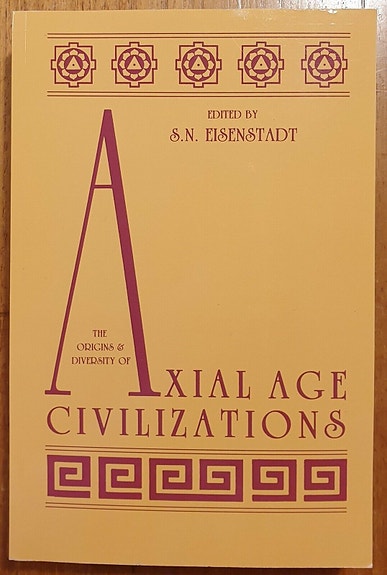 EDITED BY
S.N. EISENSTADT
THE
ORIGINS &
DIVERSITY OF
AXIAL AGE
CIVILIZATIONS